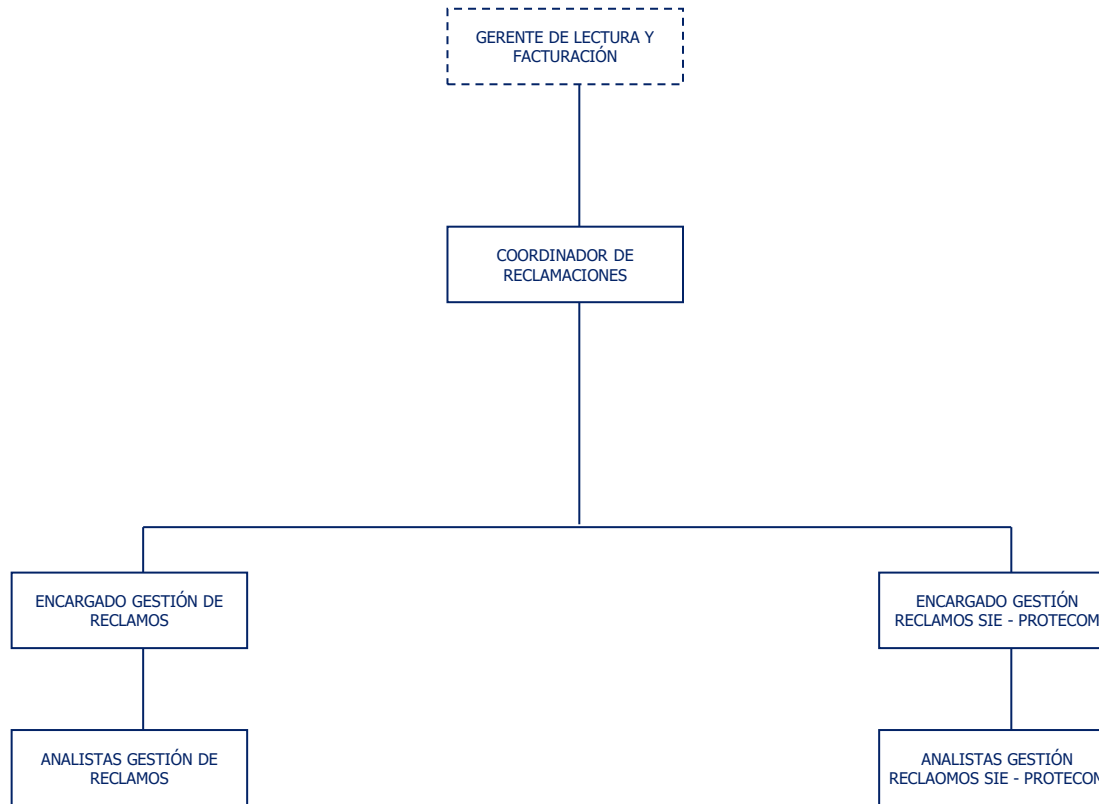 GERENTE DE LECTURA Y
FACTURACIÓN
COORDINADOR DE
RECLAMACIONES
ENCARGADO GESTIÓN DE
RECLAMOS
ENCARGADO GESTIÓN
RECLAMOS SIE - PROTECOM
ANALISTAS GESTIÓN DE
RECLAMOS
ANALISTAS GESTIÓN
RECLAOMOS SIE - PROTECOM